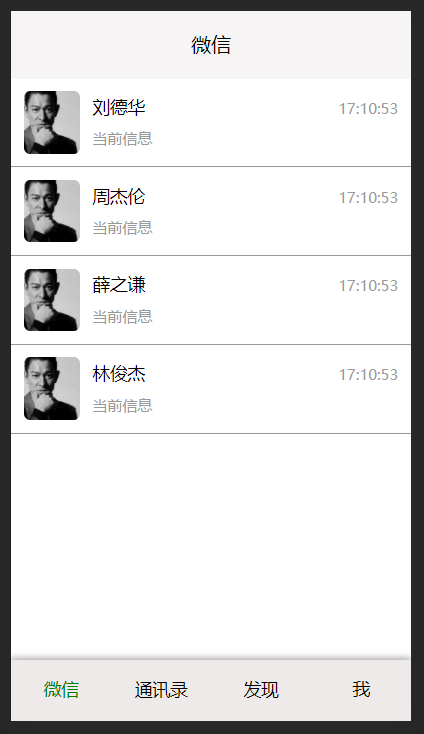 微信
刘德华 17:10:53
当前信息
周杰伦 17:10:53
当前信息
薛之谦 17:10:53
当前信息
林俊杰 17:10:53
当前信息
微信 通讯录 发现 我